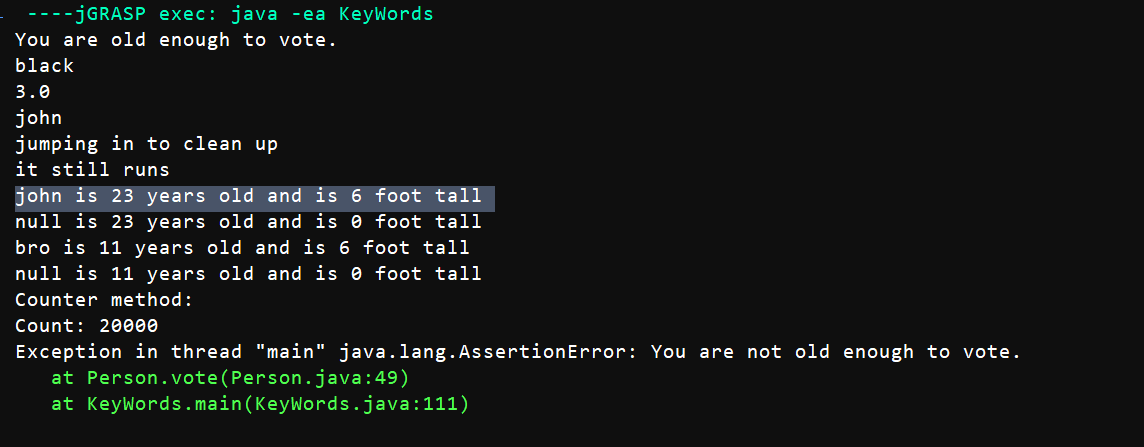 ----jGRASP exec: java -ea KeyWords
You are old enough to vote.
black
3.0
john
jumping in to clean up
it still runs
john is 23 years old and is 6 foot tall
null is 23 years old and is 0 foot tall
bro is 11 years old and is 6 foot tall
null is 11 years old and is 0 foot tall
Counter method:
Count: 20000
Exception in thread "main" java.lang.AssertionError: You are not old enough to vote.
at Person.vote(Person.java:49)
at KeyWords.main(KeyWords.java:111)